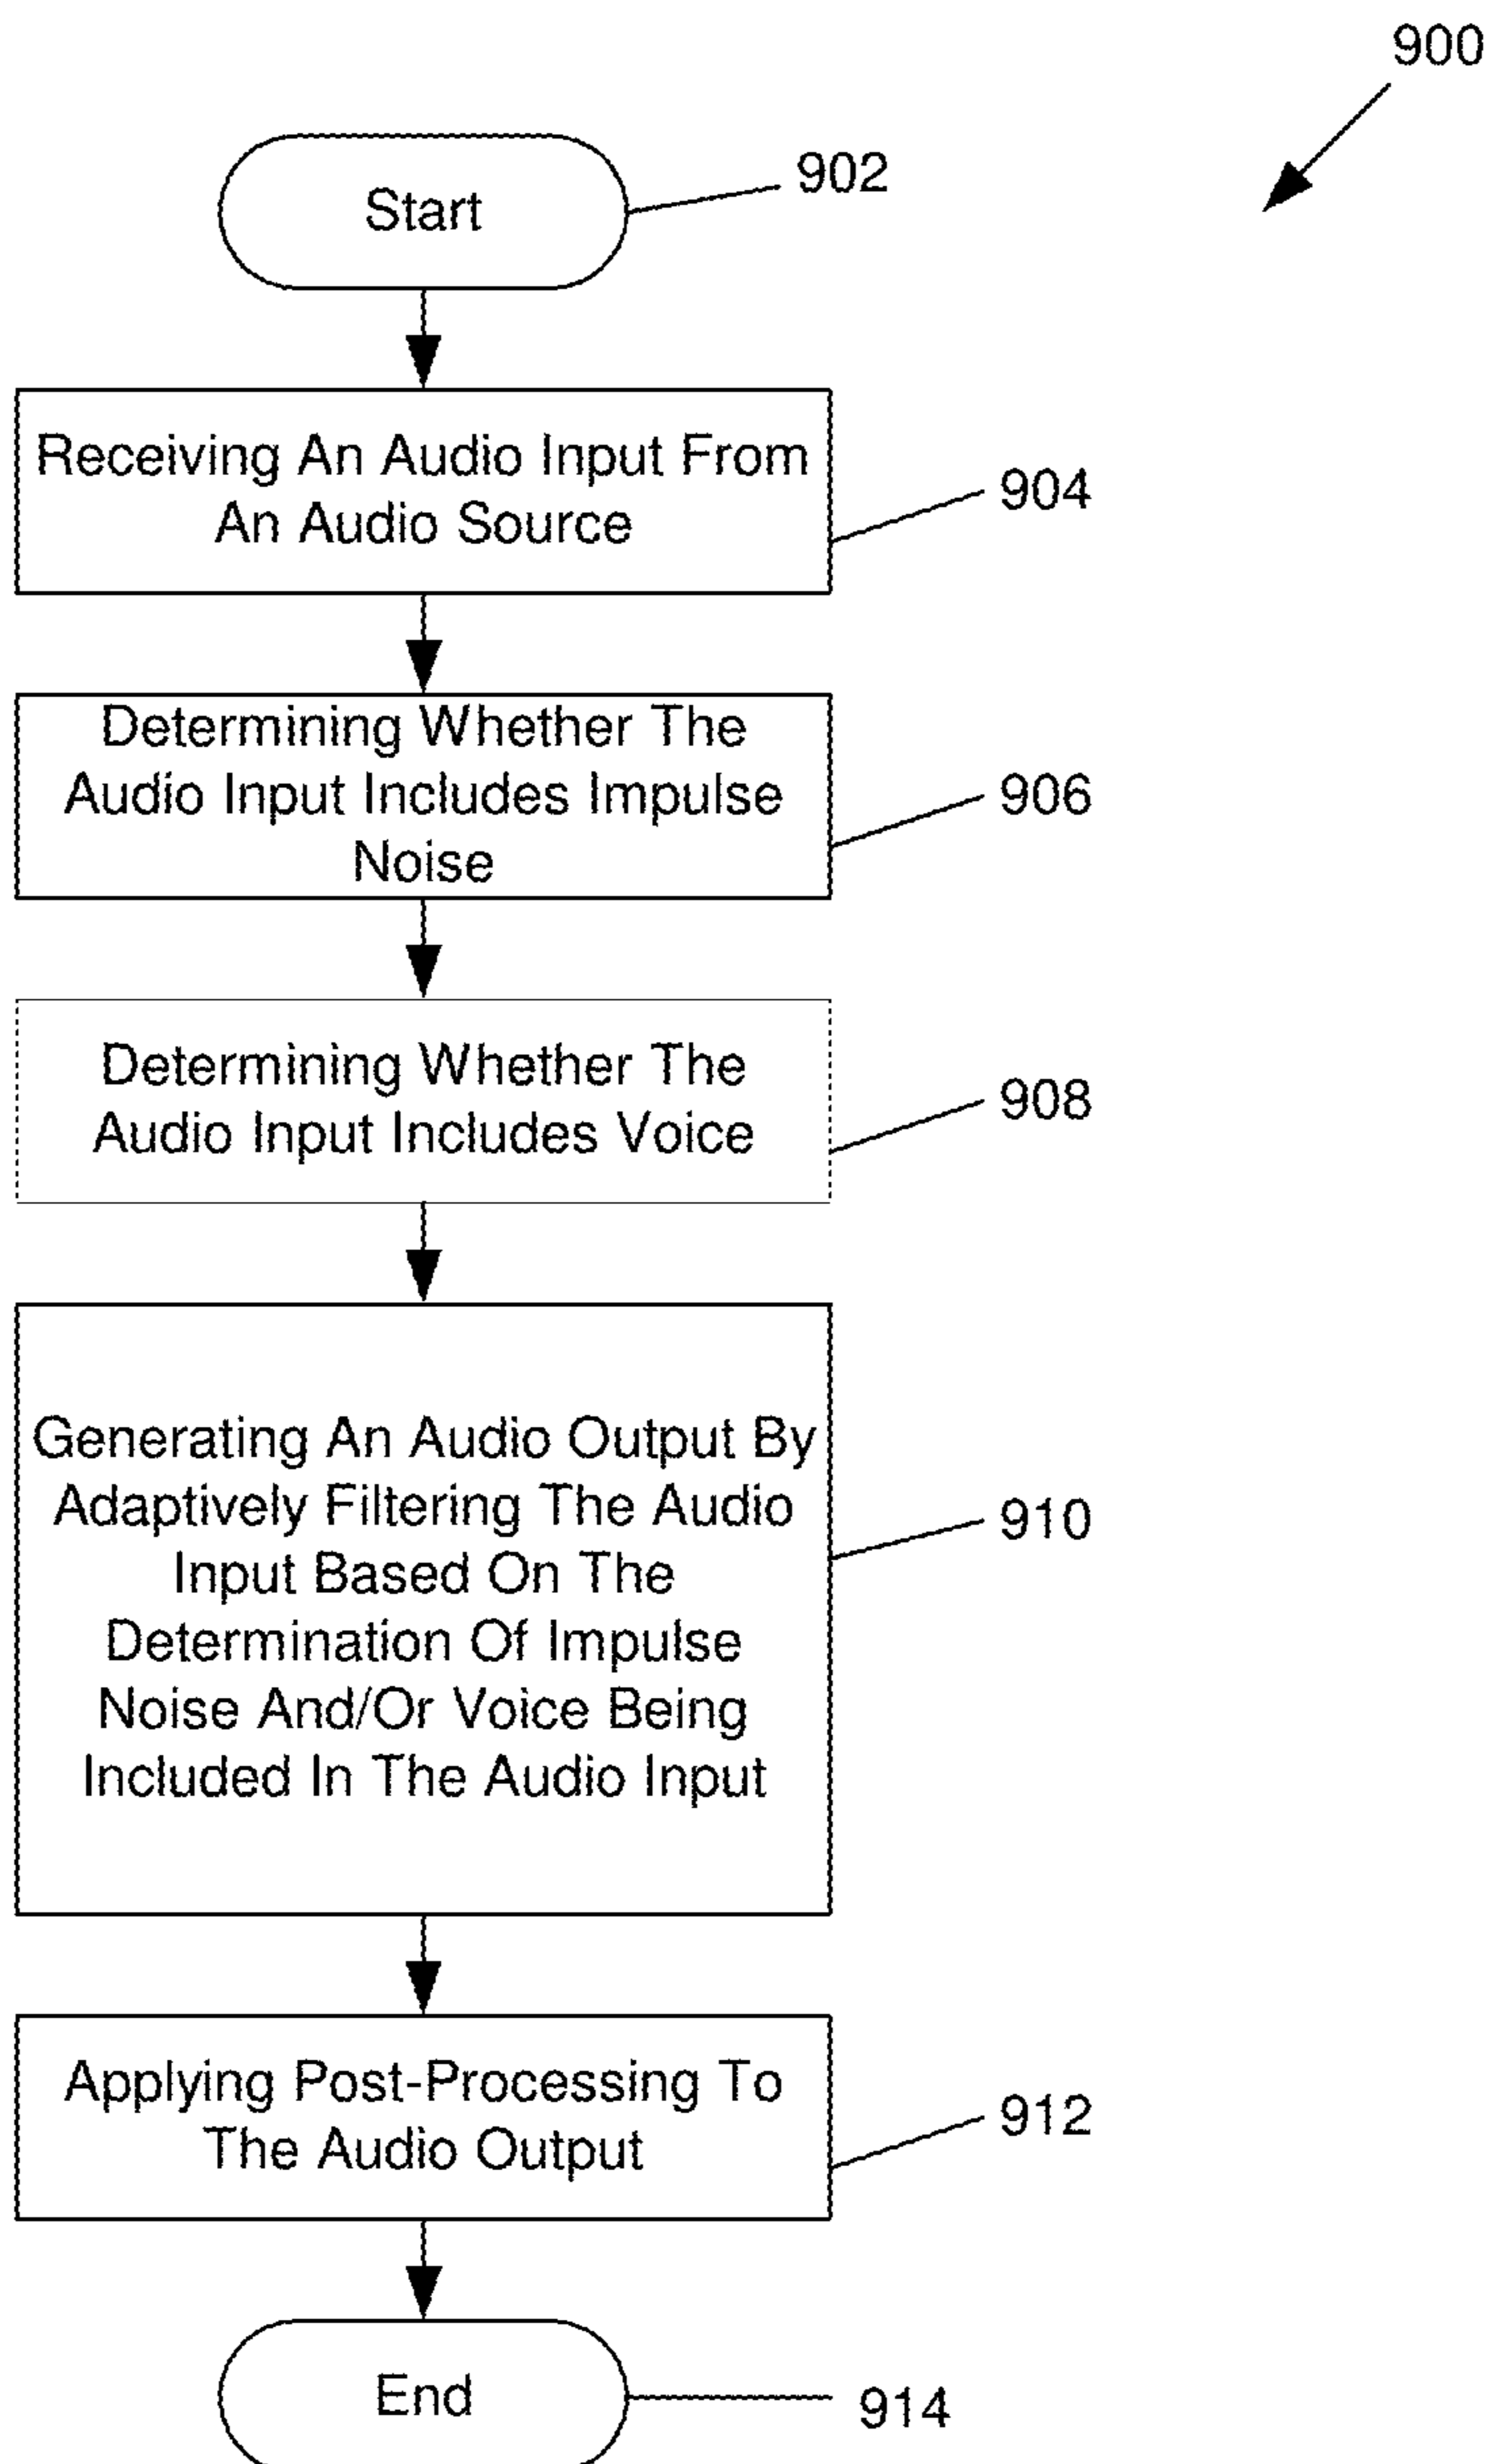 900
Start
902
Receiving An Audio Input From
An Audio Source
904
Determining Whether The
Audio Input Includes Impulse
Noise
906
Determining Whether The
Audio Input Includes Voice
908
Generating An Audio Output By
Adaptively Filtering The Audio
Input Based On The
Determination Of Impulse
Noise And/Or Voice Being
Included In The Audio Input
910
Applying Post-Processing To
The Audio Output
912
End
914